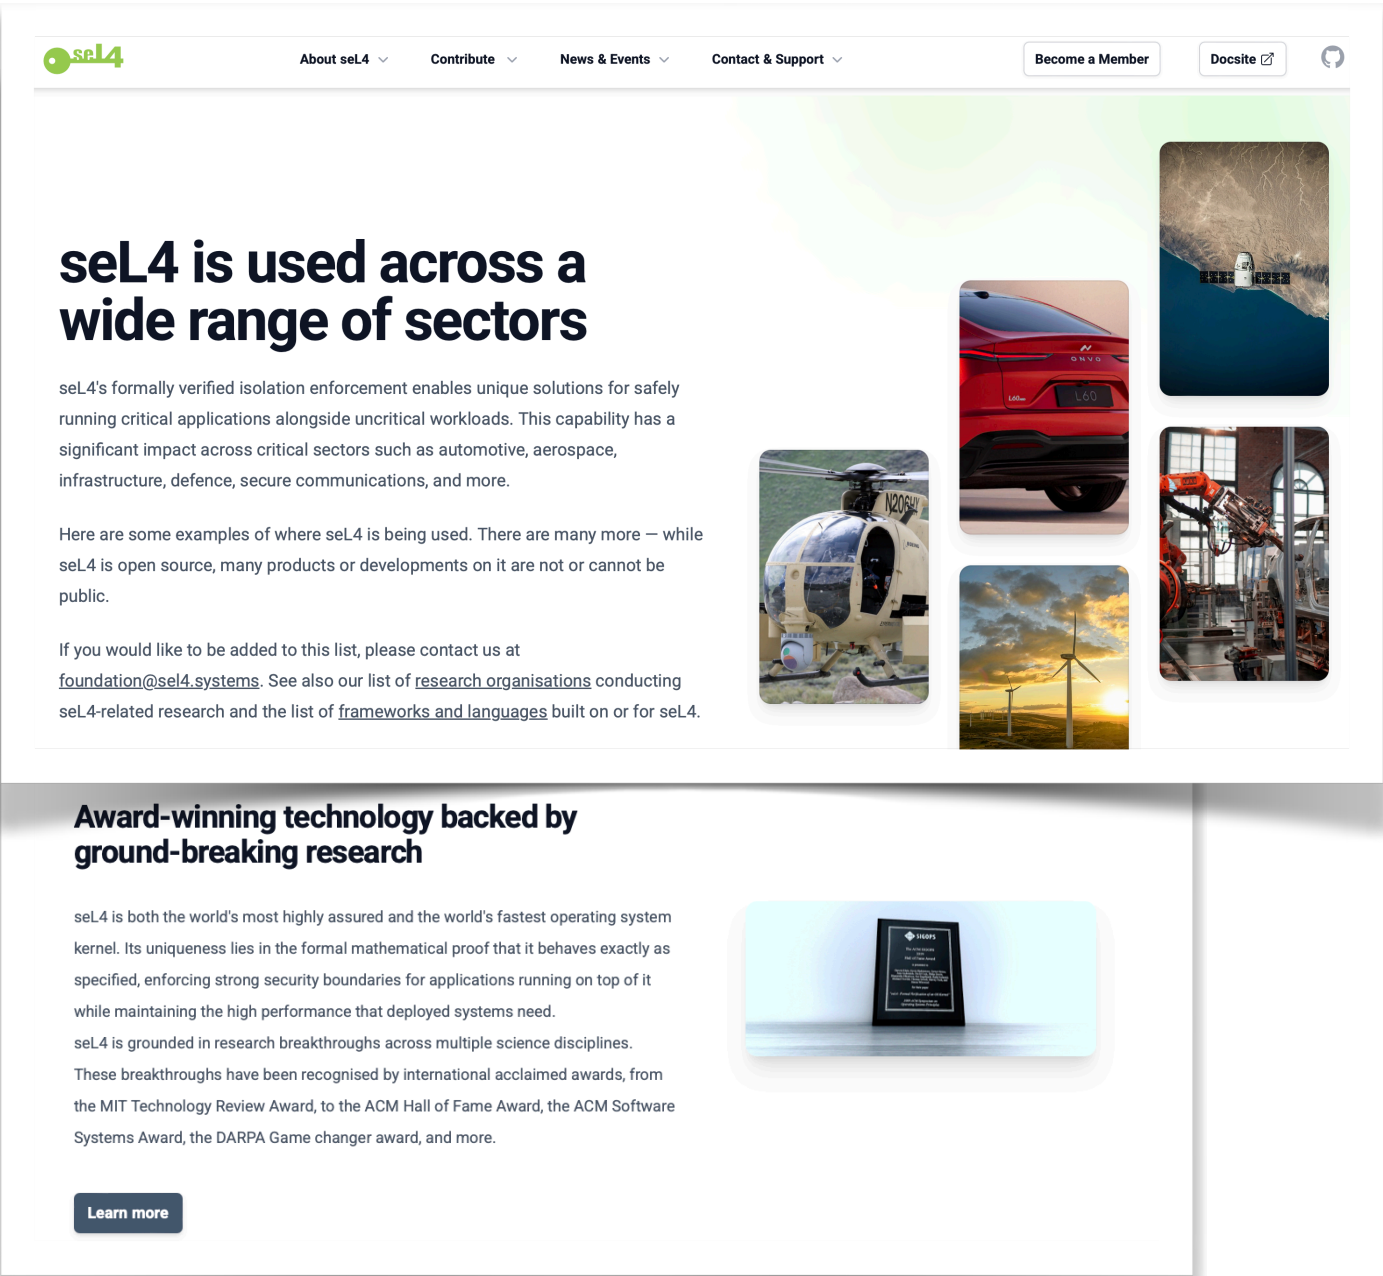 seL4
About seL4
Contribute
News & Events
Contact & Support
Become a Member
Docsite
seL4 is used across a
wide range of sectors
seL4's formally verified isolation enforcement enables unique solutions for safely
running critical applications alongside uncritical workloads. This capability has a
significant impact across critical sectors such as automotive, aerospace,
infrastructure, defence, secure communications, and more.
Here are some examples of where seL4 is being used. There are many more — while
seL4 is open source, many products or developments on it are not or cannot be
public.
If you would like to be added to this list, please contact us at
foundation@sel4.systems. See also our list of research organisations conducting
seL4-related research and the list of frameworks and languages built on or for seL4.
N206HY
ONVO
L60
L60
Award-winning technology backed by
ground-breaking research
seL4 is both the world's most highly assured and the world's fastest operating system
kernel. Its uniqueness lies in the formal mathematical proof that it behaves exactly as
specified, enforcing strong security boundaries for applications running on top of it
while maintaining the high performance that deployed systems need.
seL4 is grounded in research breakthroughs across multiple science disciplines.
These breakthroughs have been recognised by international acclaimed awards, from
the MIT Technology Review Award, to the ACM Hall of Fame Award, the ACM Software
Systems Award, the DARPA Game changer award, and more.
SIGOPS
Hall of Fame Award
Learn more